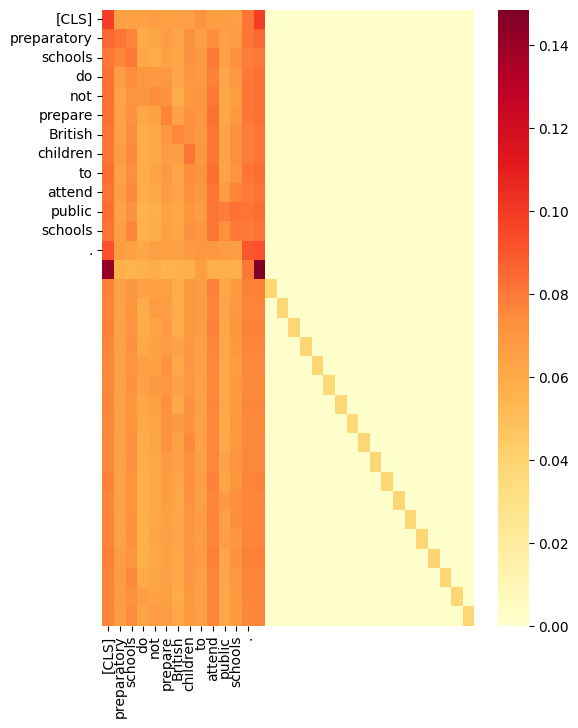 [CLS]
preparatory
schools
do
not
prepare
British
children
to
attend
public
schools
.
[CLS]
preparatory
schools
do
not
prepare
British
children
to
attend
public
schools
.
0.14
0.12
0.10
0.08
0.06
0.04
0.02
0.00